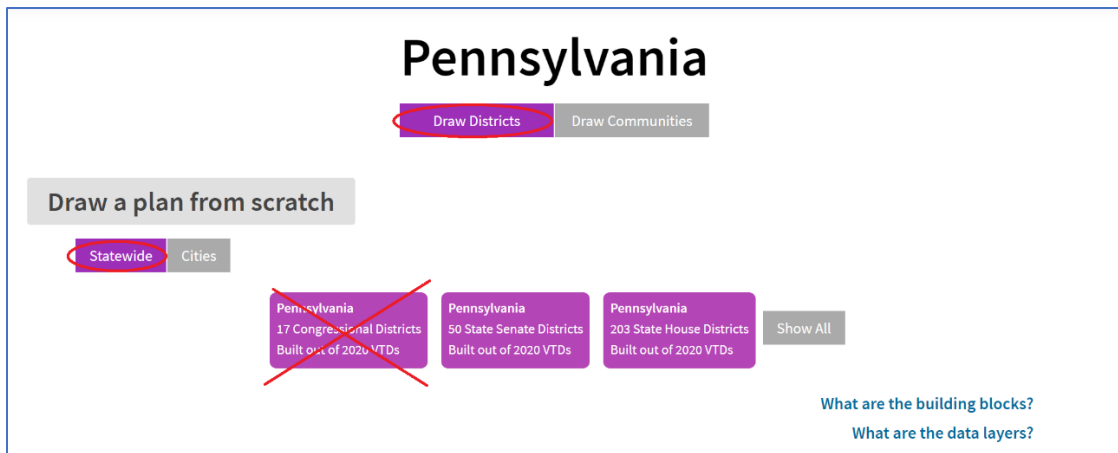 Pennsylvania
Draw Districts Draw Communities
Draw a plan from scratch
Statewide Cities
Pennsylvania
17 Congressional Districts
Built out of 2020 VTDs
Pennsylvania
50 State Senate Districts
Built out of 2020 VTDs
Pennsylvania
203 State House Districts
Built out of 2020 VTDs
Show All
What are the building blocks?
What are the data layers?